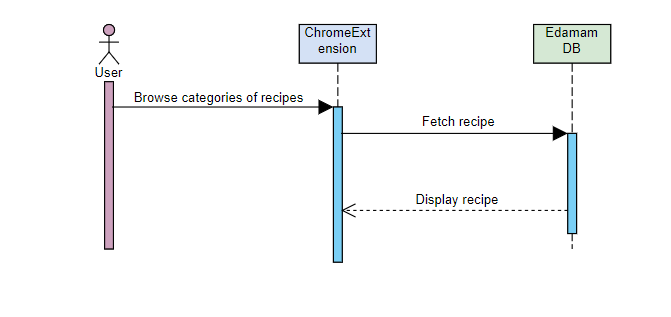 ChromeExt
ension
Edamam
DB
User
Browse categories of recipes
Fetch recipe
Display recipe